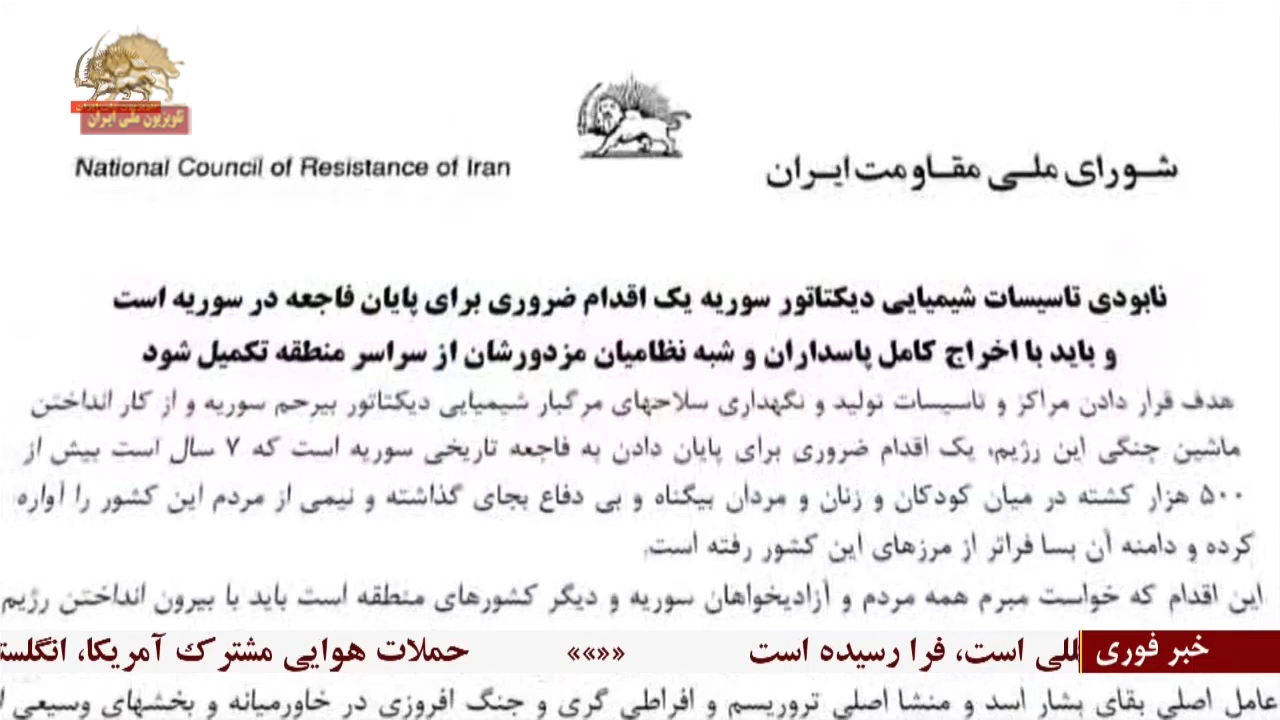 تلویزیون ملی ایران
National Council of Resistance of Iran
شورای ملی مقاومت ایران
نابودی تاسیسات شیمیایی دیکتاتور سوریه یک اقدام ضروری برای پایان فاجعه در سوریه است
و باید با اخراج کامل پاسداران و شبه نظامیان مزدورشان از سراسر منطقه تکمیل شود
هدف قرار دادن مراکز و تاسیسات تولید و نگهداری سلاحهای مرگبار شیمیایی دیکتاتور بیرحم سوریه و از کار انداختن
ماشین جنگی این رژیم، یک اقدام ضروری برای پایان دادن به فاجعه تاریخی سوریه است که ۷ سال است بیش از
۵۰۰ هزار کشته در میان کودکان و زنان و مردان بیگناه و بی دفاع بجای گذاشته و نیمی از مردم این کشور را آواره
کرده و دامنه آن بسا فراتر از مرزهای این کشور رفته است.
این اقدام که خواست مبرم همه مردم و آزادیخواهان سوریه و دیگر کشورهای منطقه است باید با بیرون انداختن رژیم
خبر فوری
للی است، فرا رسیده است »»«« حملات هوایی مشترک آمریکا، انگلست
عامل اصلی بقای بشار اسد و منشا اصلی تروریسم و افراطی گری و جنگ افروزی در خاورمیانه و بخشهای وسیعی